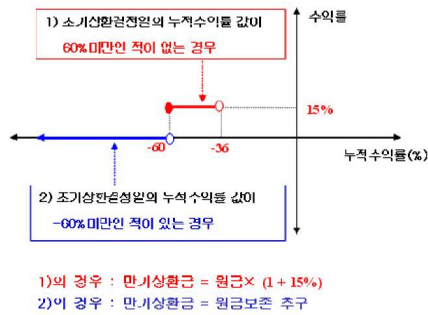 1) 조기상환결정일의 누적수익률 값이
60%미만인 적이 없는 경우
수익률
15%
-60
-36
누적수익률(%)
2) 조기상환결정일의 누적수익률 값이
-60%미만인 적이 있는 경우
1)의 경우 : 만기상환금 = 원금× (1 + 15%)
2)의 경우 : 만기상환금 = 원금보존 추구